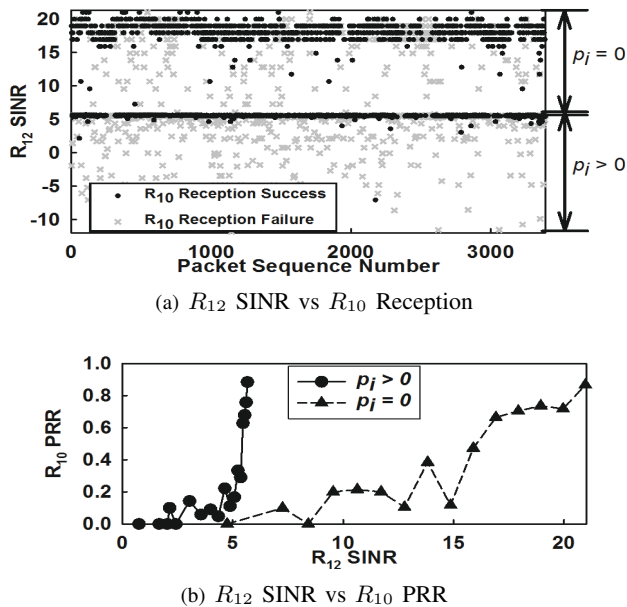 20
15
10
5
0
-5
-10
R12 SINR
R10 Reception Success
R10 Reception Failure
pi = 0
pi > 0
0 1000 2000 3000
Packet Sequence Number
(a) R12 SINR vs R10 Reception
1.0
0.8
0.6
0.4
0.2
0.0
R10 PRR
pi > 0
pi = 0
0 5 10 15 20
R12 SINR
(b) R12 SINR vs R10 PRR